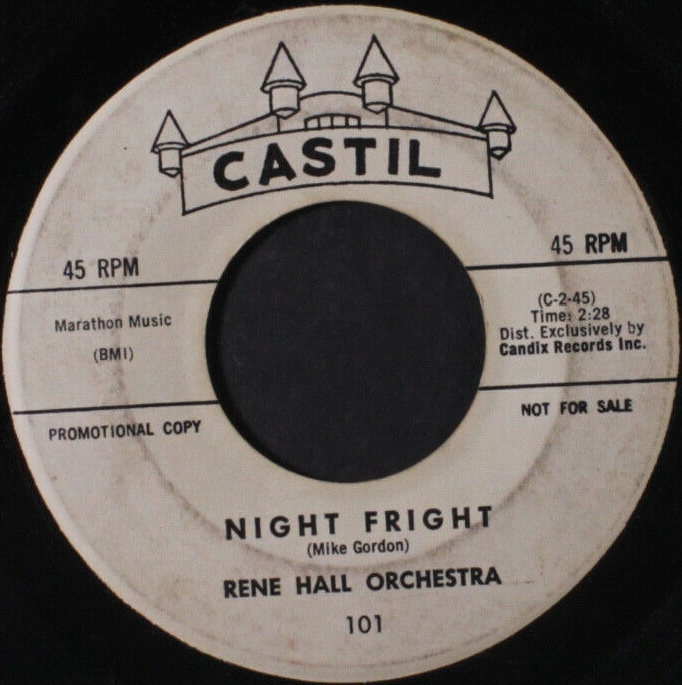 CASTIL
45 RPM
45 RPM
Marathon Music
(BMI)
(C-2-45)
Time: 2:28
Dist. Exclusively by
Candix Records Inc.
PROMOTIONAL COPY
NOT FOR SALE
NIGHT FRIGHT
(Mike Gordon)
RENE HALL ORCHESTRA
101